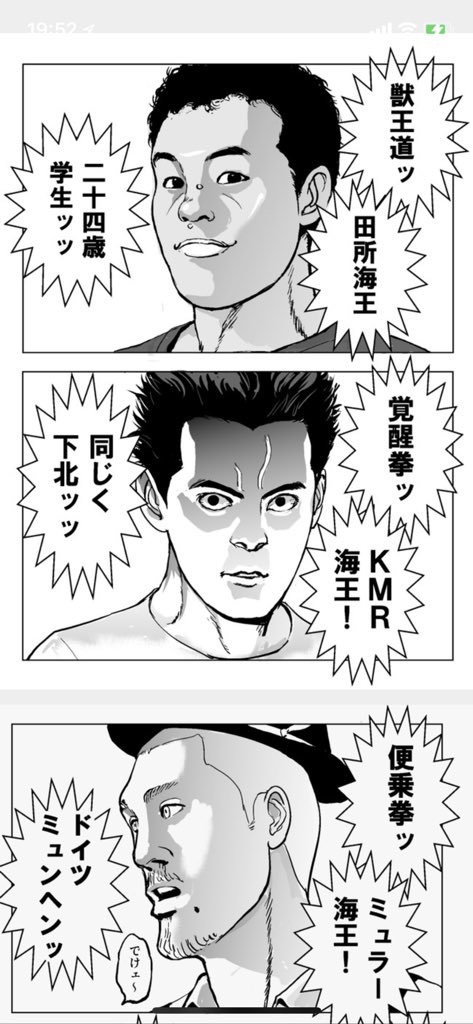 19:52
獣王道ッ
田所海王
二十四歳
学生ッッ
覚醒拳ッ
KMR
海王！
同じく
下北ッッ
便乗拳ッ
ミュラー
海王！
ドイツ
ミュンヘンッ
でけェ〜